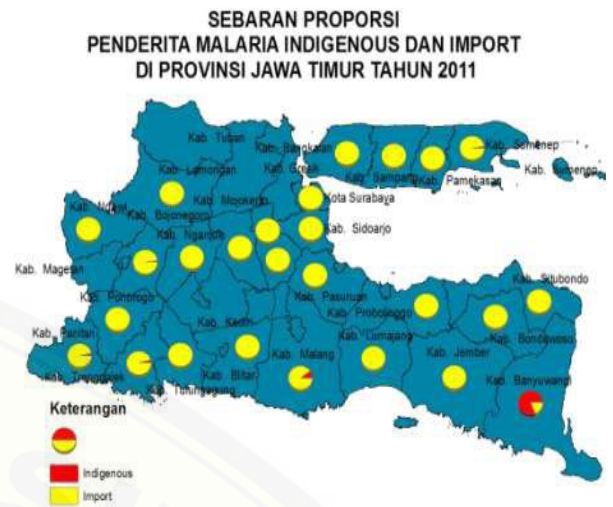 SEBARAN PROPORSI
PENDERITA MALARIA INDIGENOUS DAN IMPORT
DI PROVINSI JAWA TIMUR TAHUN 2011
Kab. Tuban
Kab. Bangkalan
Kab. Sumenep
Kab. Lamongan
Kab. Gresik
Kab. Sampang
Kab. Pamekasan
Kab. Sumenep
Kab. Ngawi
Kab. Mojokerto
Kota Surabaya
Kab. Bojonegoro
Kab. Nganjuk
Kab. Sidoarjo
Kab. Magetan
Kab. Situbondo
Kab. Ponorogo
Kab. Pasuruan
Kab. Probolinggo
Kab. Pacitan
Kab. Kediri
Kab. Lumajang
Kab. Bondowoso
Kab. Trenggalek
Kab. Tulungagung
Kab. Blitar
Kab. Malang
Kab. Jember
Kab. Banyuwangi
Keterangan
Indigenous
Import